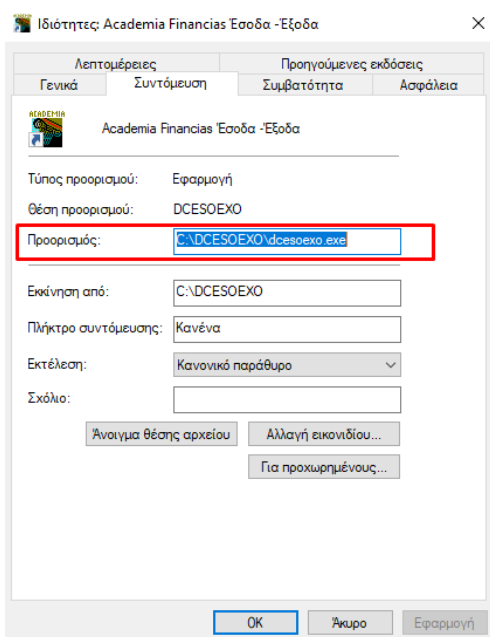 Ιδιότητες: Academia Financias Έσοδα -Έξοδα
Λεπτομέρειες Προηγούμενες εκδόσεις
Γενικά Συντόμευση Συμβατότητα Ασφάλεια
ACADEMIA
Academia Financias Έσοδα -Έξοδα
Τύπος προορισμού: Εφαρμογή
Θέση προορισμού: DCESOEXO
Προορισμός: C:\DCESOEXO\dcesoexo.exe
Εκκίνηση από: C:\DCESOEXO
Πλήκτρο συντόμευσης: Κανένα
Εκτέλεση: Κανονικό παράθυρο
Σχόλιο:
Άνοιγμα θέσης αρχείου Αλλαγή εικονιδίου...
Για προχωρημένους...
OK Άκυρο Εφαρμογή